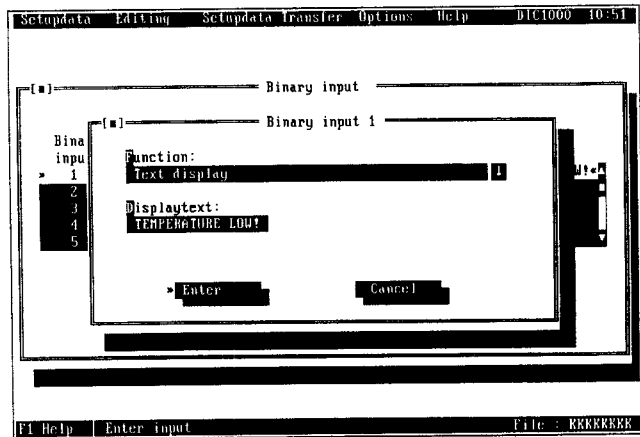 Setupdata Editing Setupdata Transfer Options Help DIC1000 10:51
[■] Binary input
[■] Binary input 1
Bina
inpu
Function:
» 1 Text display ↓ W!«
2
3 Displaytext:
4 TEMPERATURE LOW!
5
» Enter Cancel
F1 Help Enter input File : KKKKKKKK